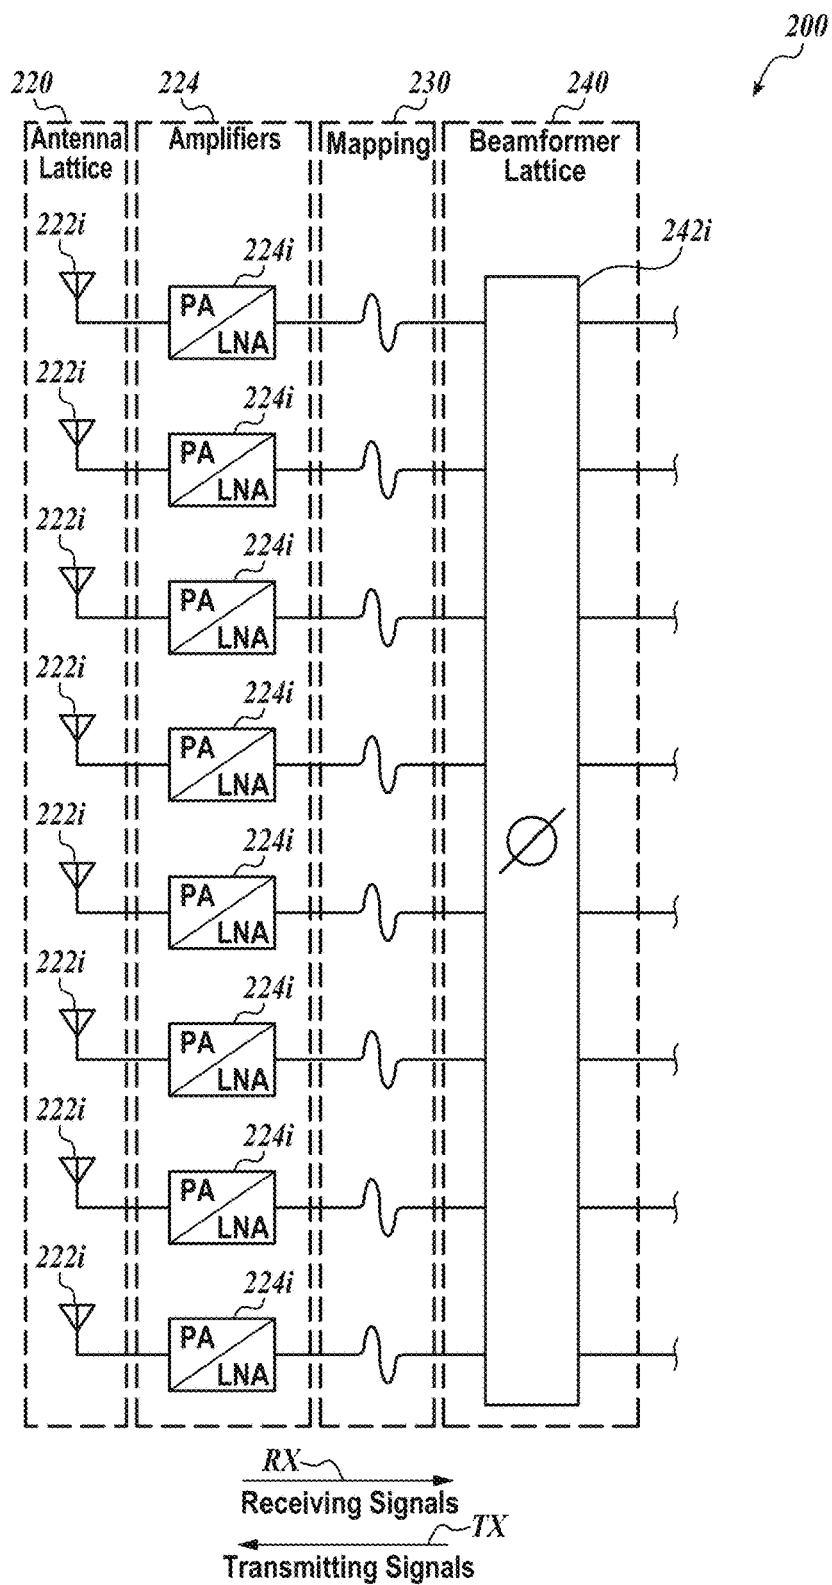 200
220 224 230 240
Antenna Lattice
Amplifiers
Mapping
Beamformer Lattice
242i
222i 224i
PA
LNA
222i 224i
PA
LNA
222i 224i
PA
LNA
222i 224i
PA
LNA
222i 224i
PA
LNA
222i 224i
PA
LNA
222i 224i
PA
LNA
222i 224i
PA
LNA
RX
Receiving Signals
TX
Transmitting Signals